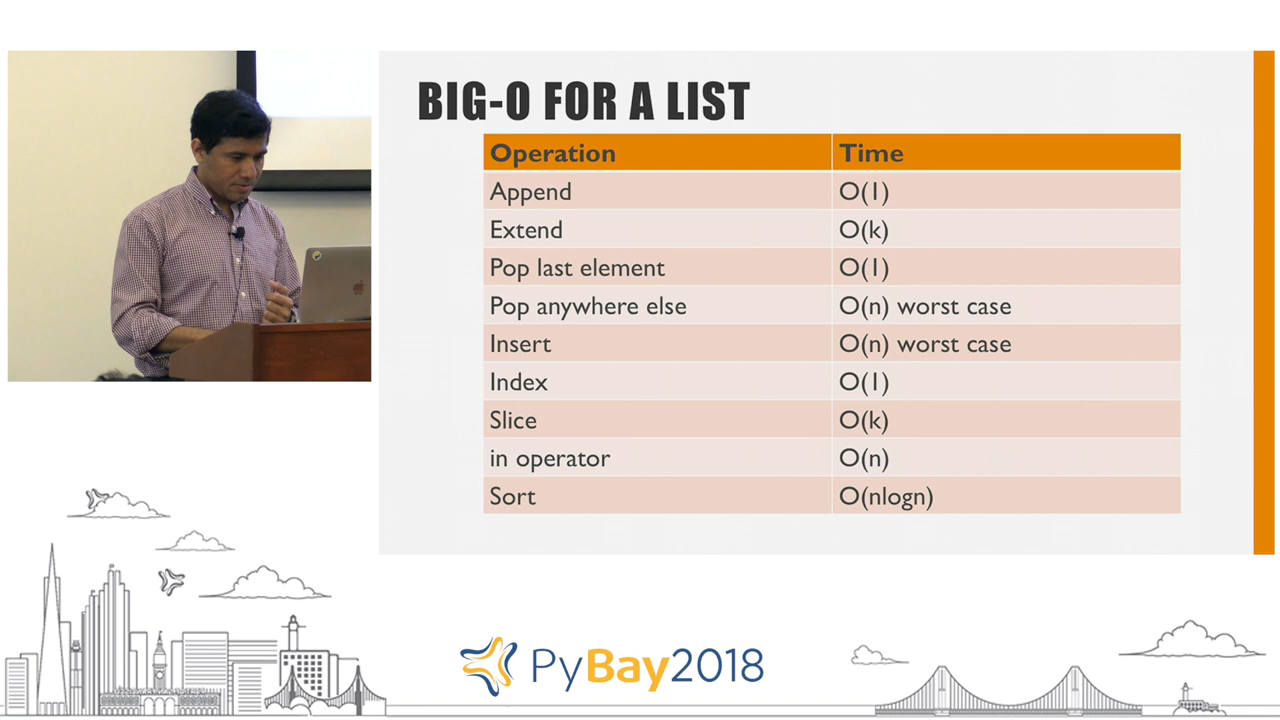 BIG-O FOR A LIST
Operation Time
Append O(1)
Extend O(k)
Pop last element O(1)
Pop anywhere else O(n) worst case
Insert O(n) worst case
Index O(1)
Slice O(k)
in operator O(n)
Sort O(nlogn)
PyBay2018